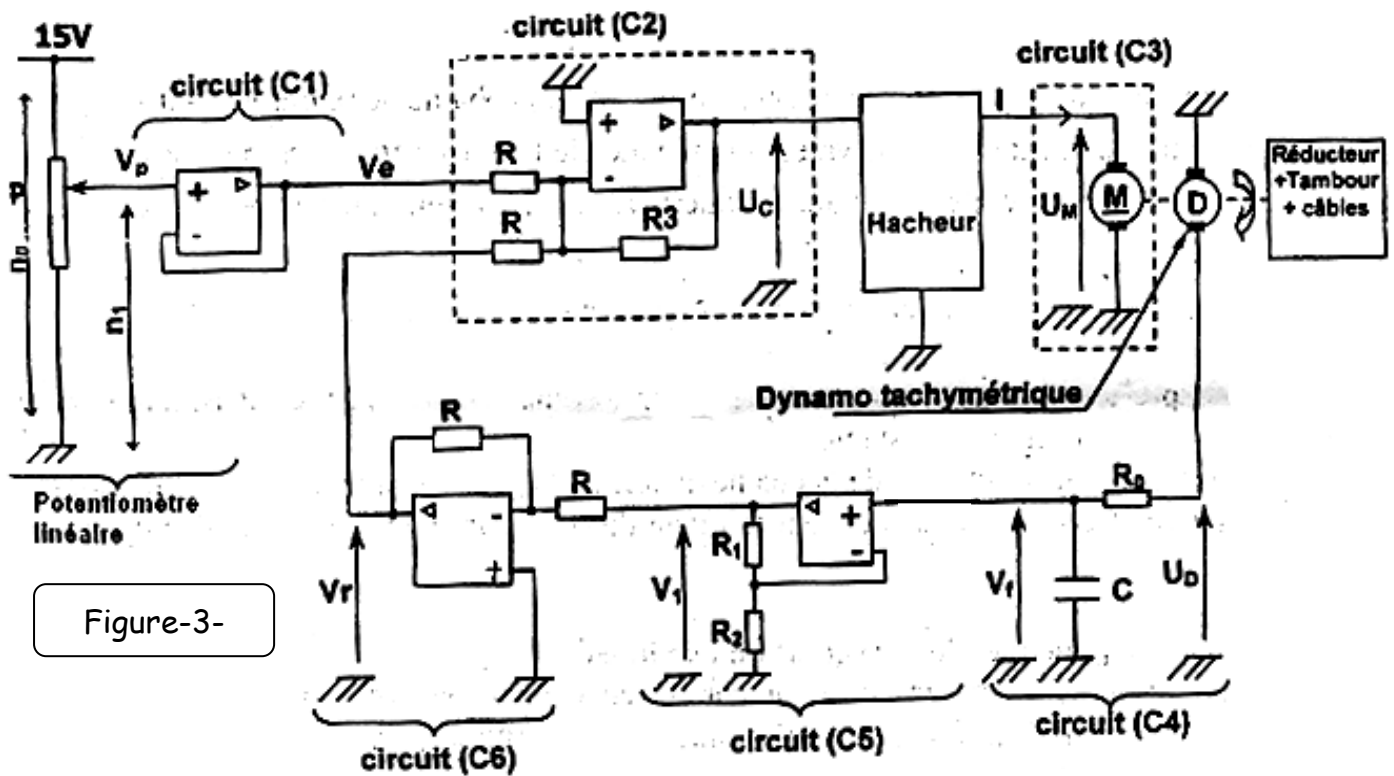 15V
circuit (C1)
Vp
n1
Potentiomètre
linéaire
Figure-3-
circuit (C2)
+
-
Ve
R
R
R3
+
-
UC
Hacheur
circuit (C3)
I
UM
M
D
Réducteur
+Tambour
+ câbles
Dynamo tachymétrique
R
-
+
Vr
circuit (C6)
R
V1
R1
R2
+
-
circuit (C5)
Vf
C
UD
circuit (C4)